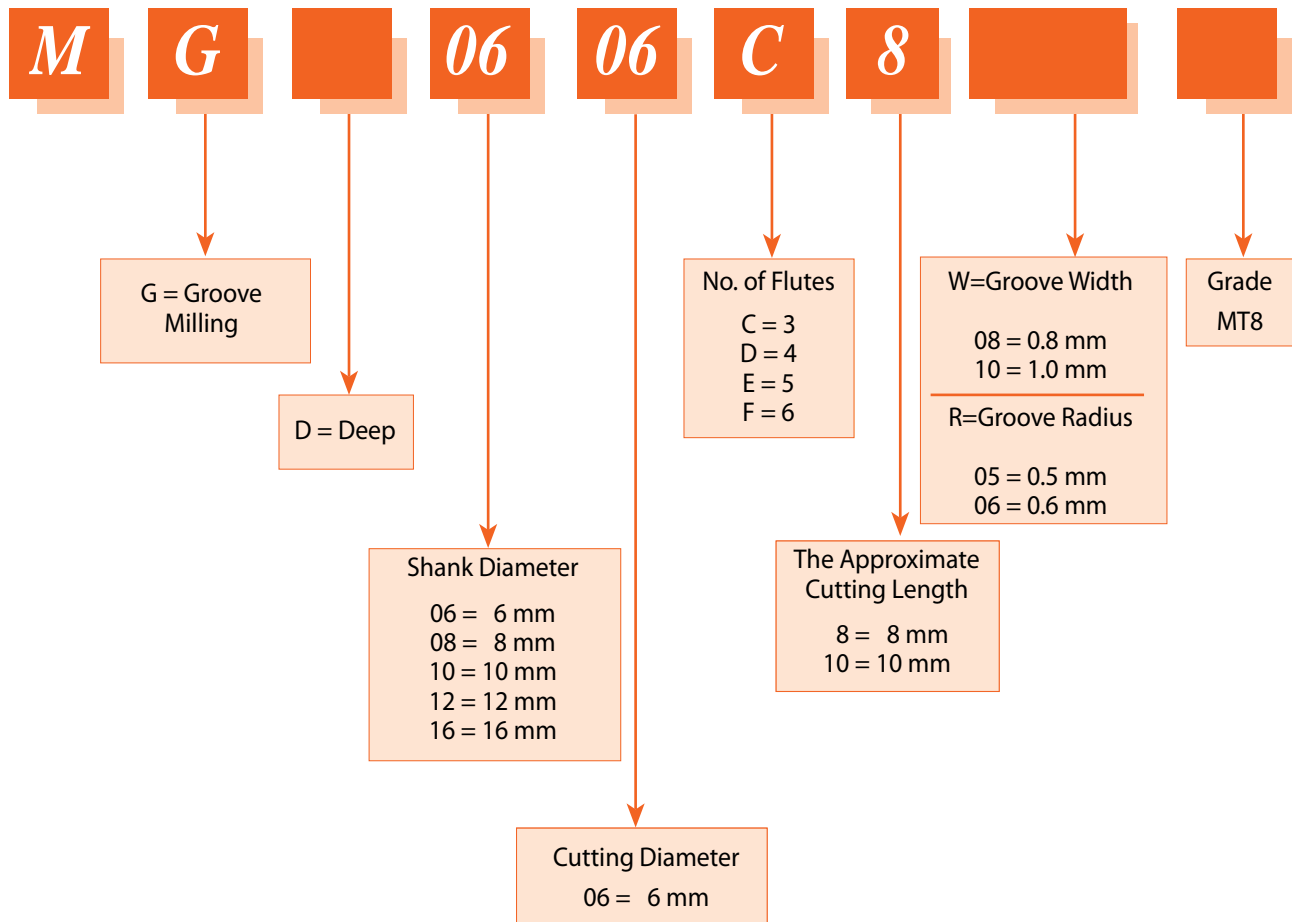 M G 06 06 C 8
G = Groove
Milling
D = Deep
Shank Diameter
06 = 6 mm
08 = 8 mm
10 = 10 mm
12 = 12 mm
16 = 16 mm
Cutting Diameter
06 = 6 mm
No. of Flutes
C = 3
D = 4
E = 5
F = 6
The Approximate
Cutting Length
8 = 8 mm
10 = 10 mm
W=Groove Width
08 = 0.8 mm
10 = 1.0 mm
R=Groove Radius
05 = 0.5 mm
06 = 0.6 mm
Grade
MT8